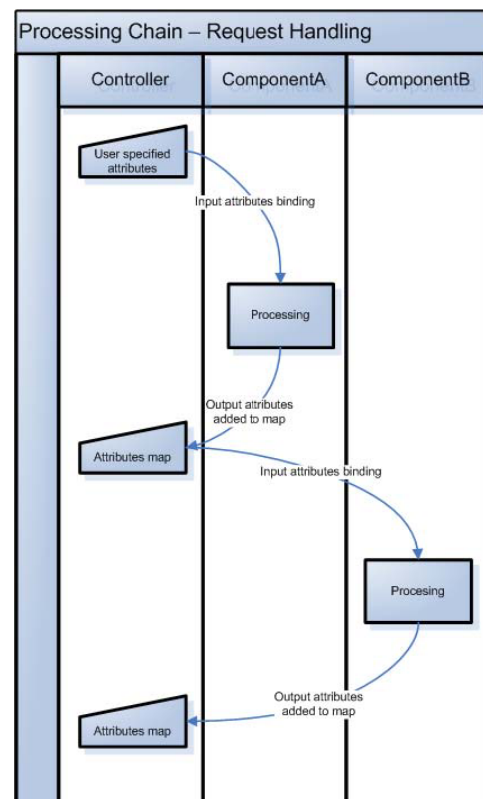 Processing Chain – Request Handling
Controller
ComponentA
ComponentB
User specified
attributes
Input attributes binding
Processing
Output attributes
added to map
Attributes map
Input attributes binding
Procesing
Output attributes
added to map
Attributes map